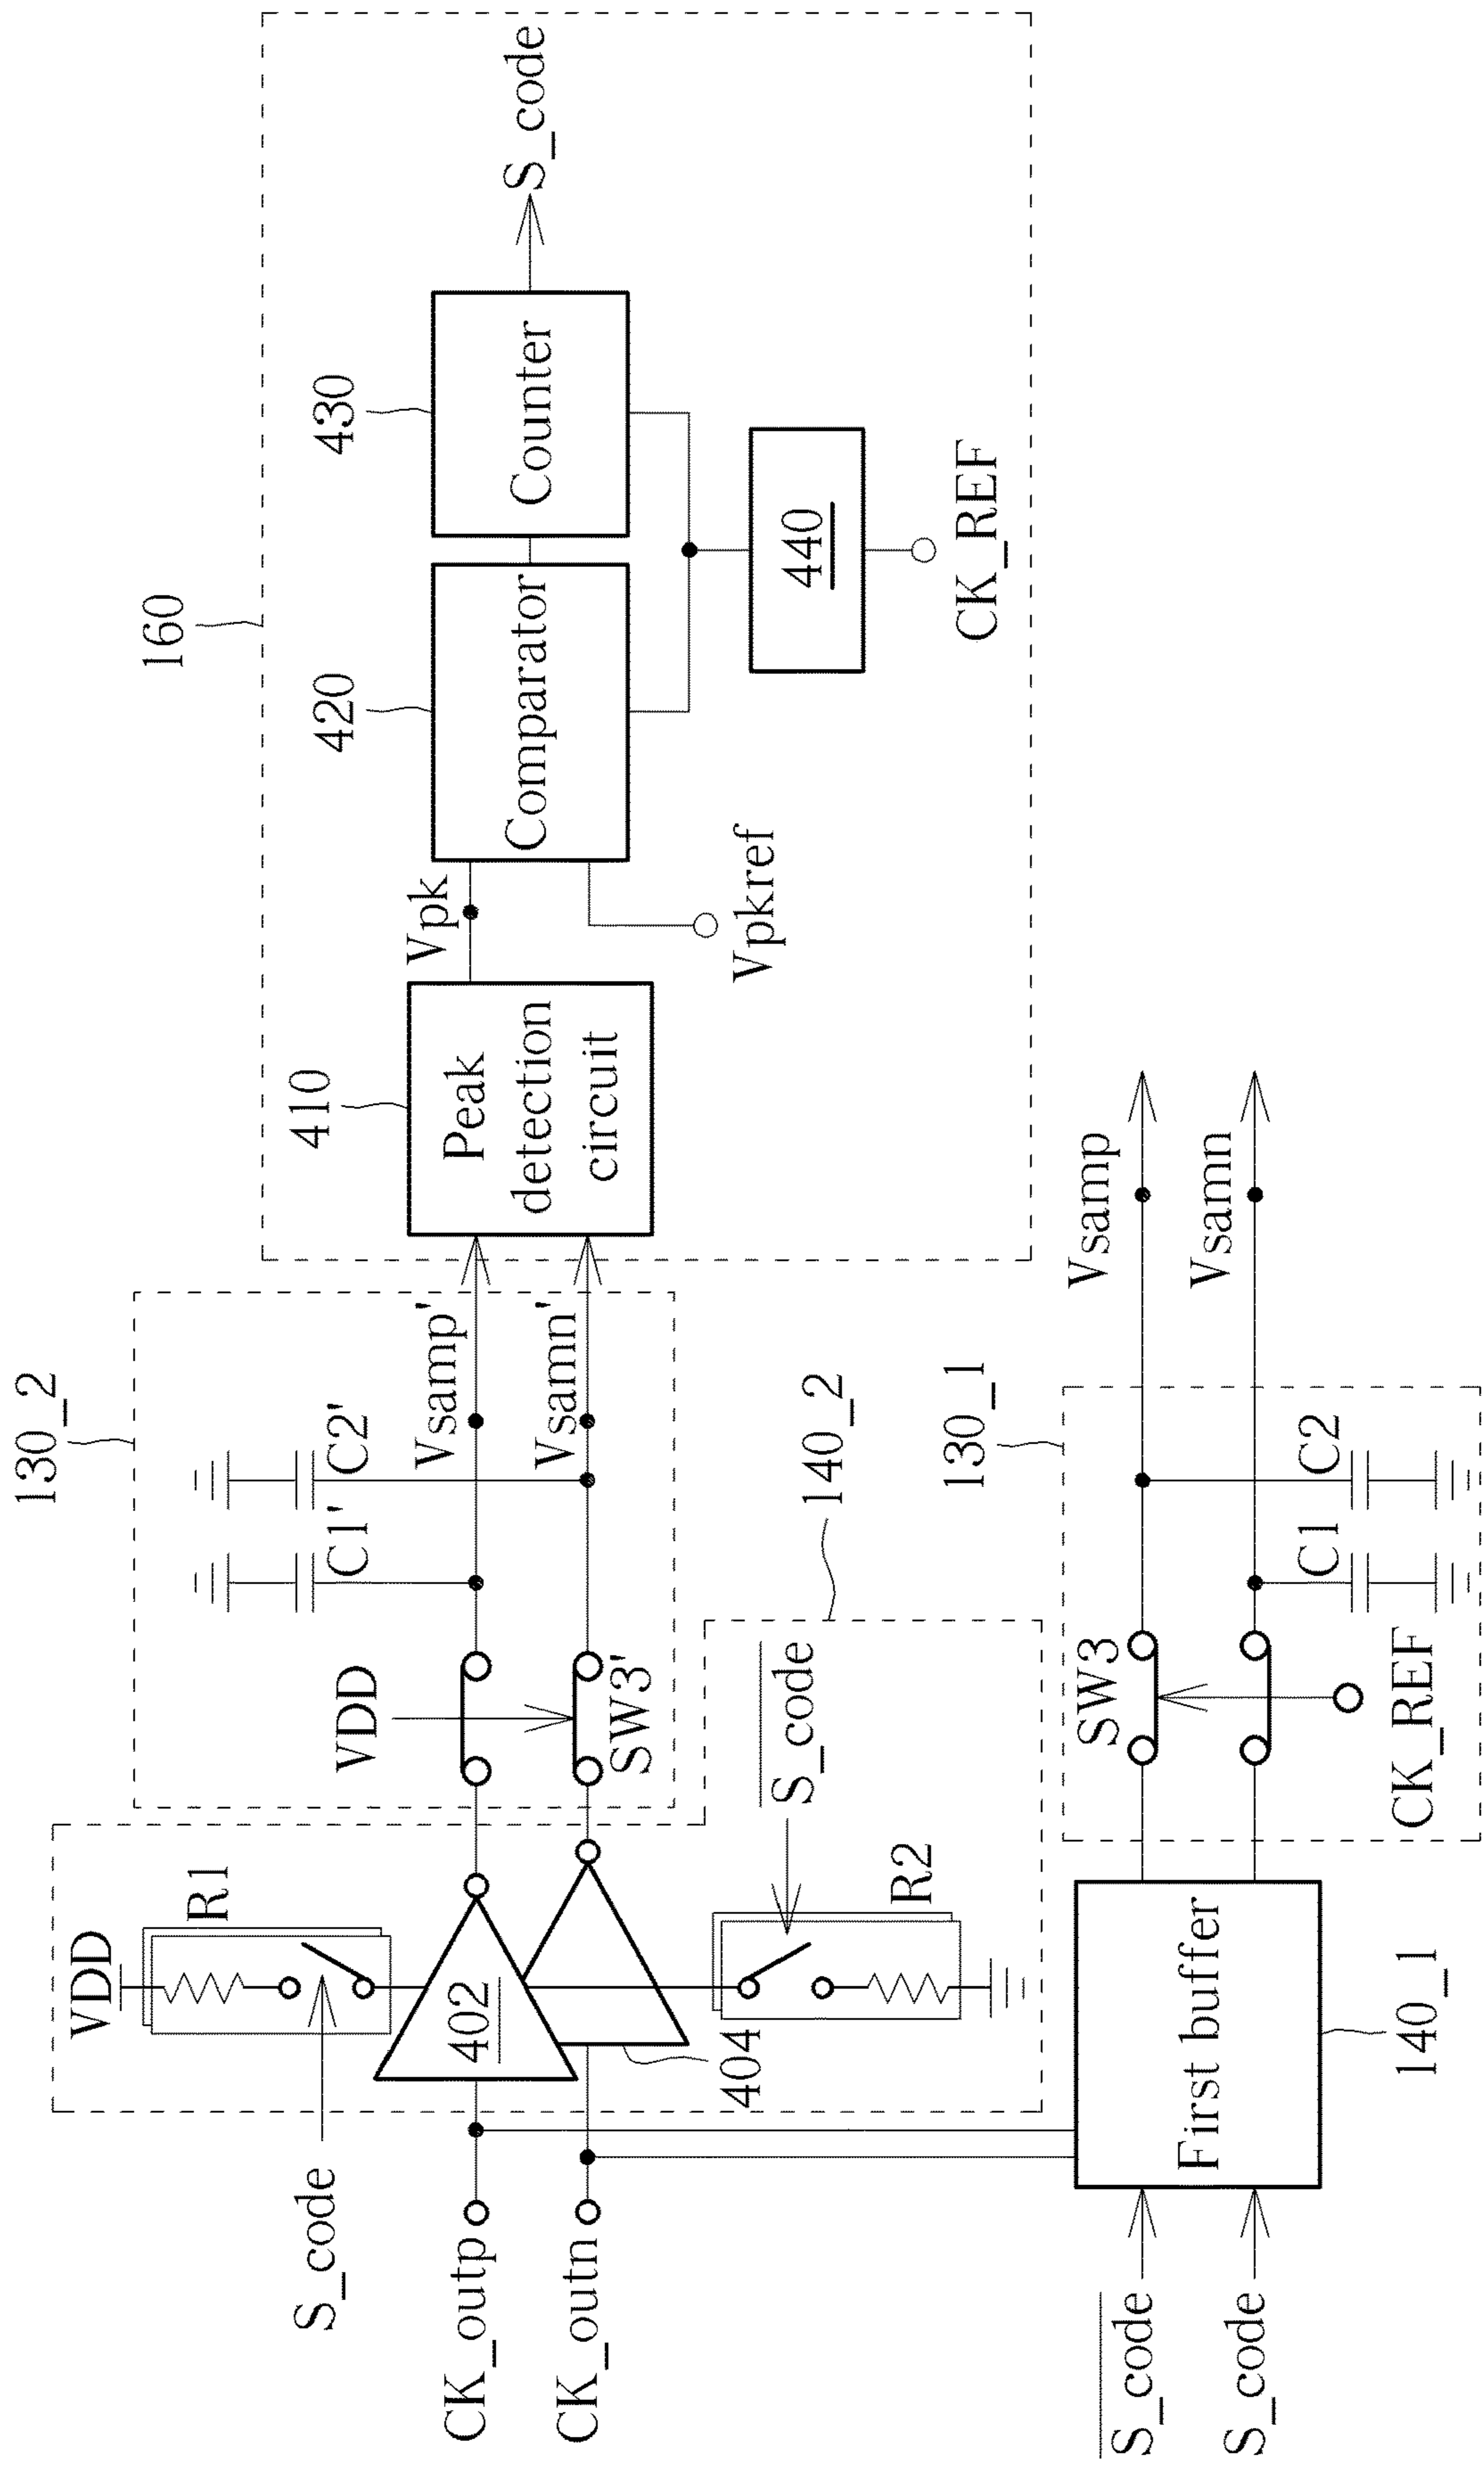 160
430
420
410
Counter
Comparator
Peak
detection
circuit
S_code
Vpk
Vpkref
440
CK_REF
130_2
C1'
C2'
Vsamp'
Vsamn'
VDD
SW3'
140_2
VDD
R1
S_code
402
404
S_code
R2
CK_outp
CK_outn
130_1
Vsamp
Vsamn
SW3
C1
C2
CK_REF
First buffer
140_1
S_code
S_code